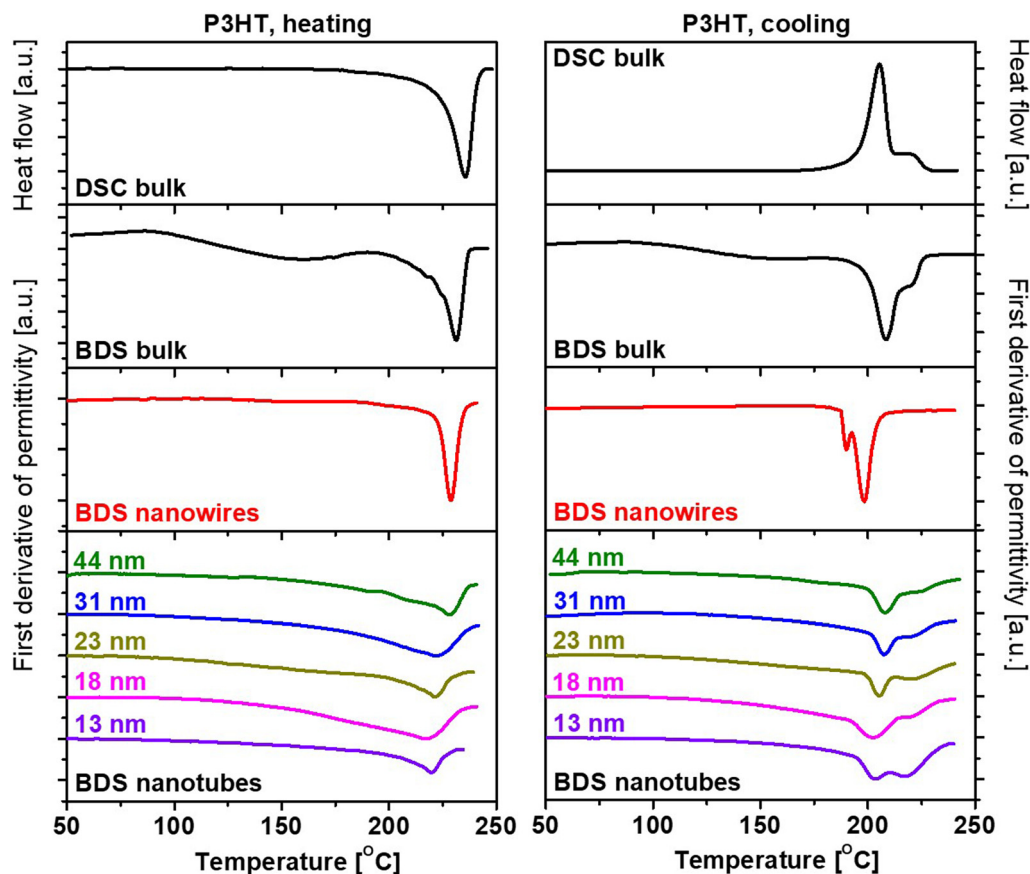 P3HT, heating
P3HT, cooling
Heat flow [a.u.]
DSC bulk
DSC bulk
Heat flow [a.u.]
First derivative of permittivity [a.u.]
BDS bulk
BDS bulk
First derivative of permittivity [a.u.]
BDS nanowires
BDS nanowires
44 nm
31 nm
23 nm
18 nm
13 nm
BDS nanotubes
44 nm
31 nm
23 nm
18 nm
13 nm
BDS nanotubes
50 100 150 200 250
50 100 150 200 250
Temperature [°C]
Temperature [°C]